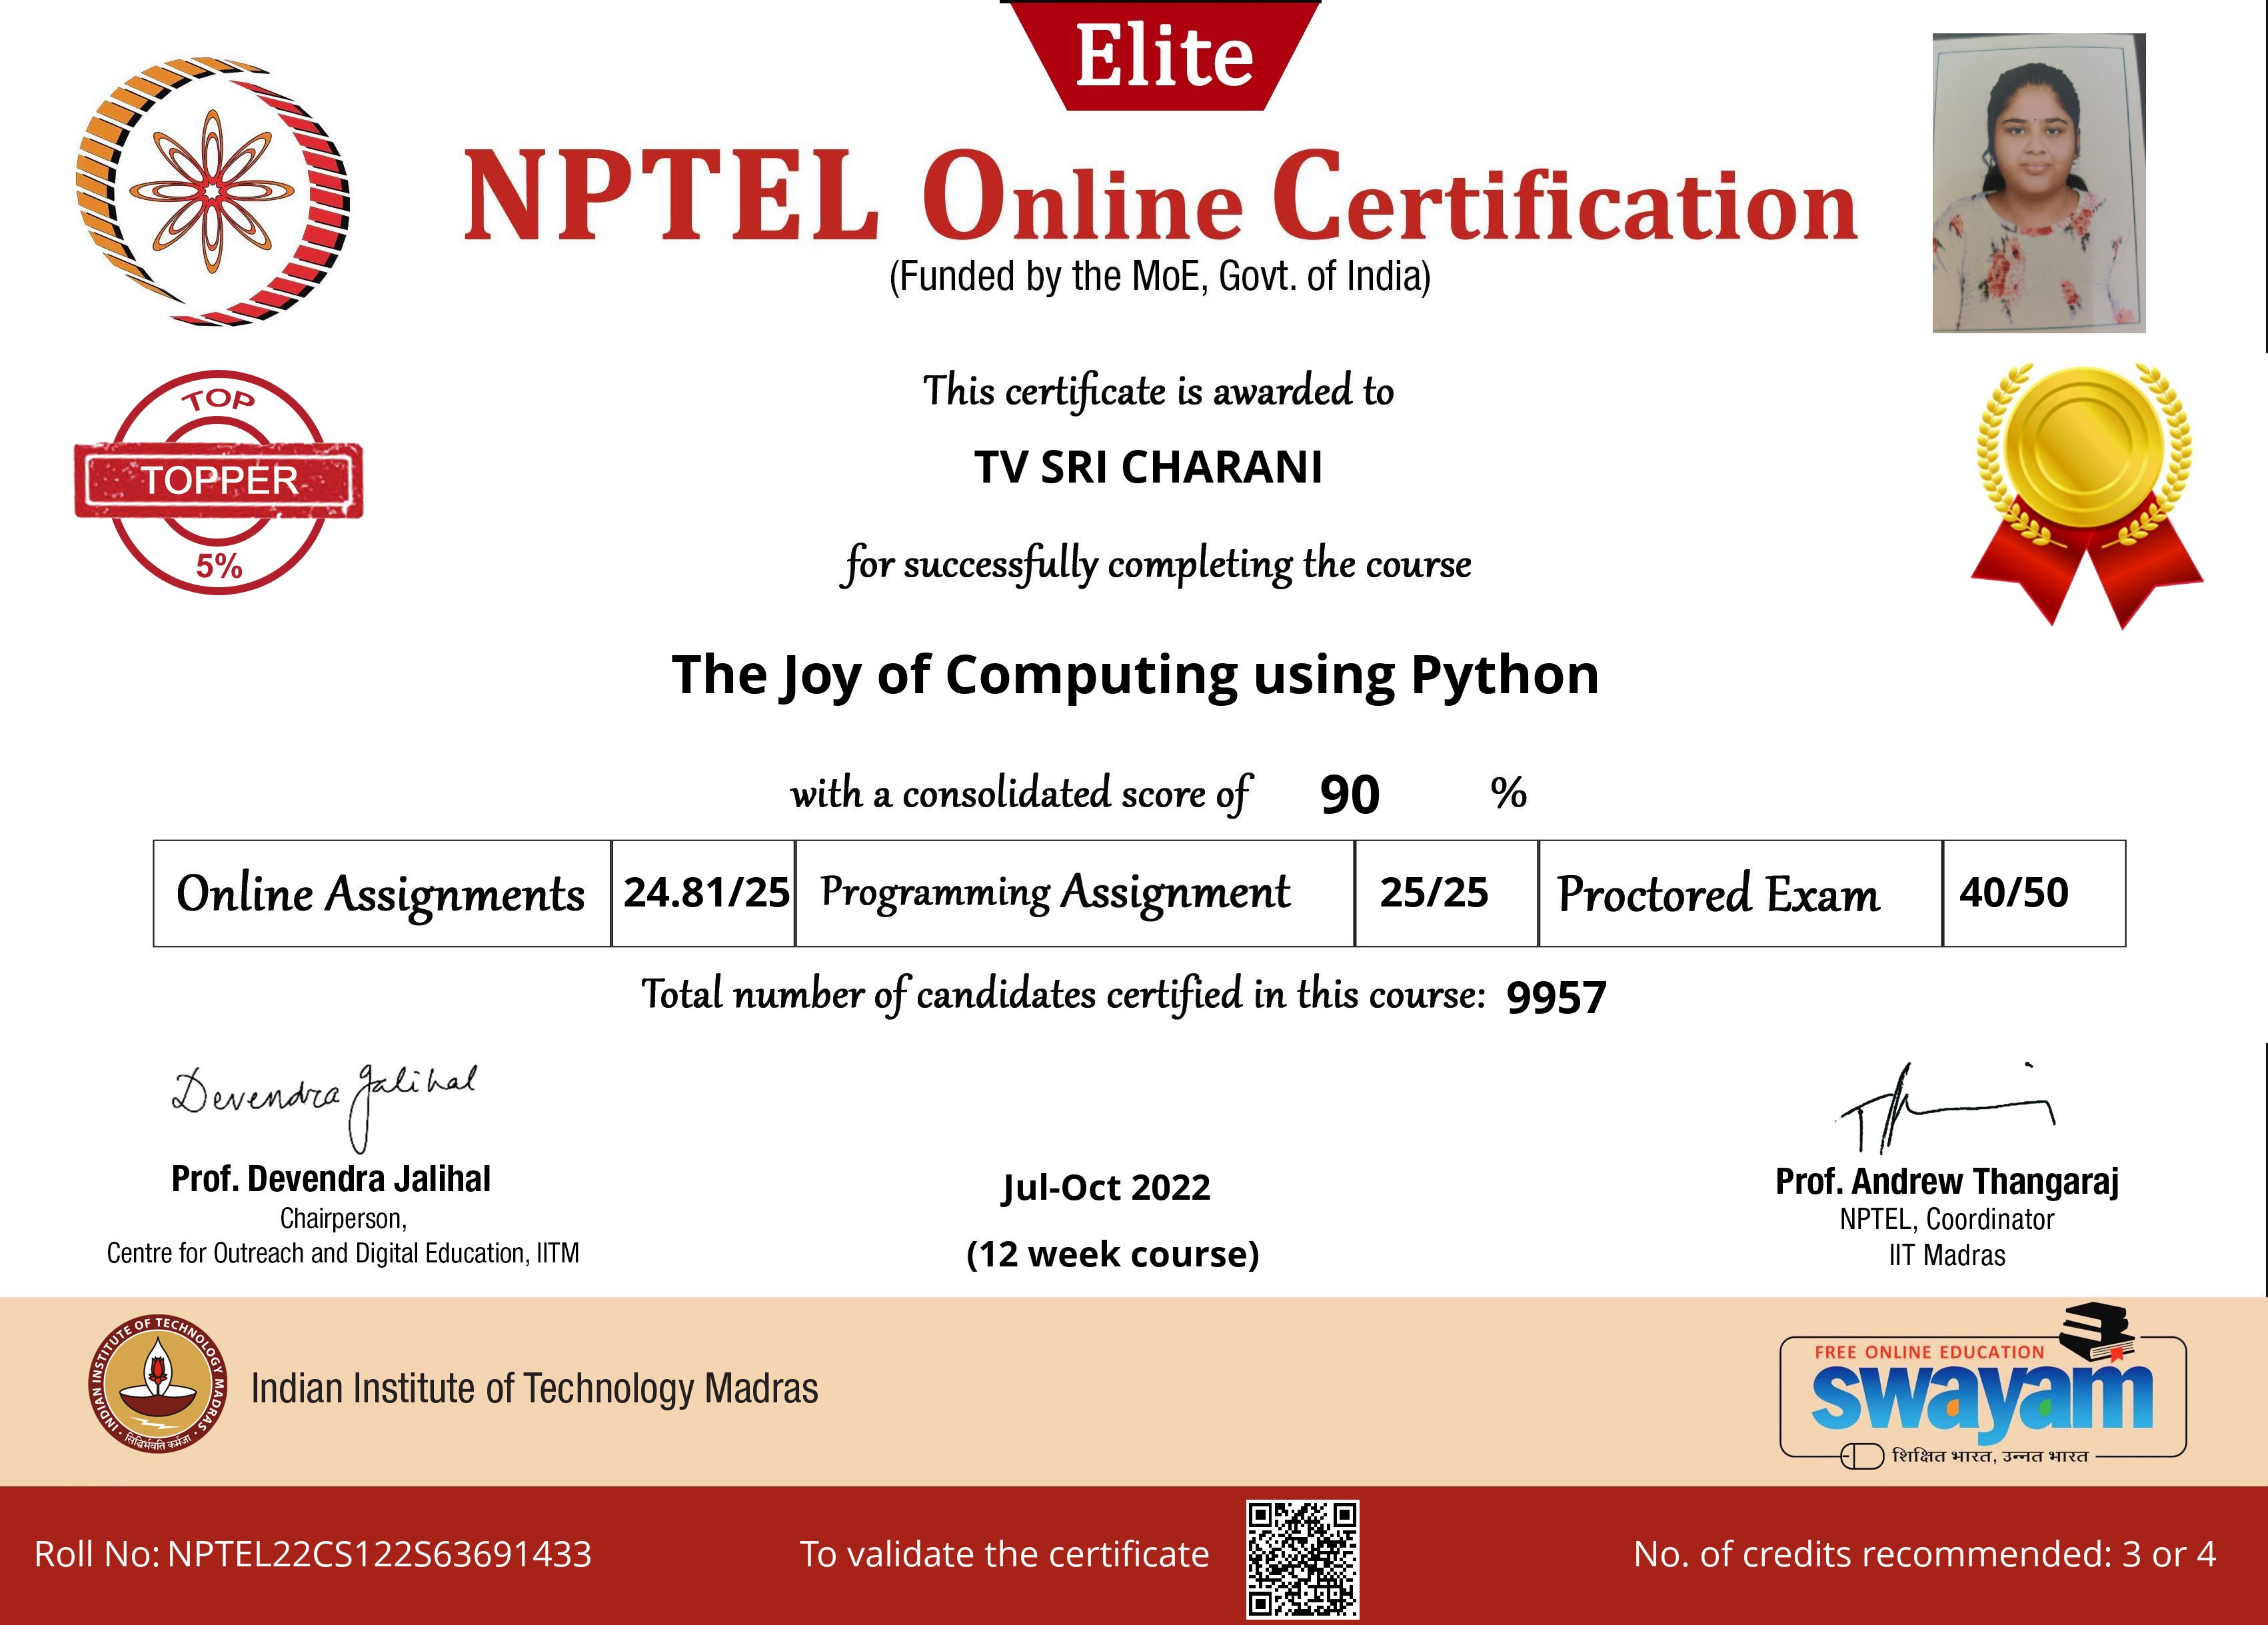 Elite
NPTEL Online Certification
(Funded by the MoE, Govt. of India)
This certificate is awarded to
TV SRI CHARANI
TOP
TOPPER
5%
for successfully completing the course
The Joy of Computing using Python
with a consolidated score of 90 %
Online Assignments 24.81/25 Programming Assignment 25/25 Proctored Exam 40/50
Total number of candidates certified in this course: 9957
Devendra Jalihal
Prof. Devendra Jalihal
Chairperson,
Centre for Outreach and Digital Education, IITM
Jul-Oct 2022
(12 week course)
Prof. Andrew Thangaraj
NPTEL, Coordinator
IIT Madras
INDIAN INSTITUTE OF TECHNOLOGY MADRAS
सिद्धिर्भवति कर्मजा
Indian Institute of Technology Madras
FREE ONLINE EDUCATION
swayam
शिक्षित भारत, उन्नत भारत
Roll No: NPTEL22CS122S63691433
To validate the certificate
No. of credits recommended: 3 or 4